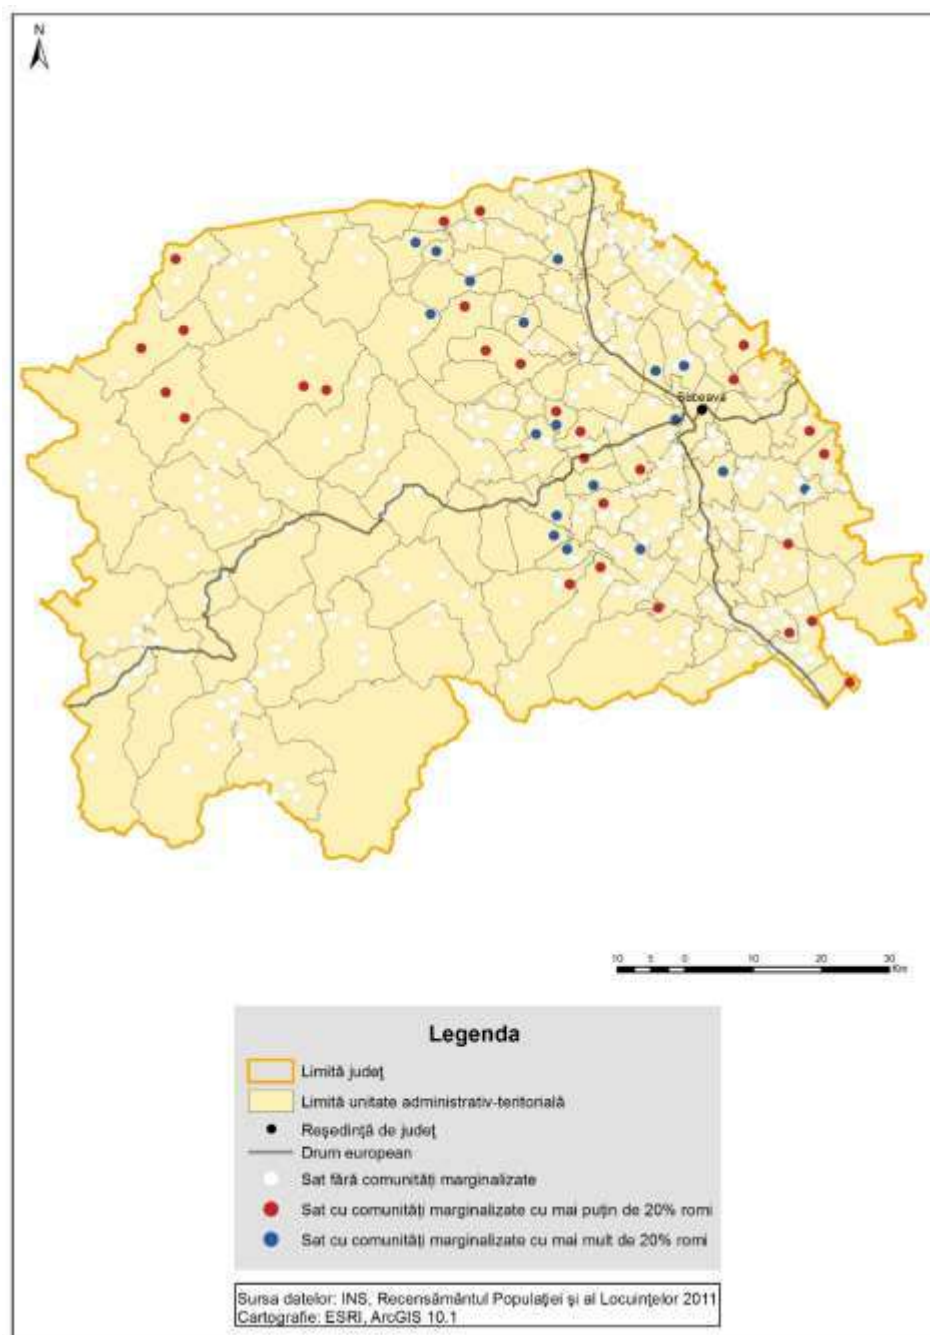 N
Suceava
10 5 0 10 20 30
Km
Legenda
Limită județ
Limită unitate administrativ-teritorială
Reședință de județ
Drum european
Sat fără comunități marginalizate
Sat cu comunități marginalizate cu mai puțin de 20% romi
Sat cu comunități marginalizate cu mai mult de 20% romi
Sursa datelor: INS, Recensământul Populației și al Locuințelor 2011
Cartografie: ESRI, ArcGIS 10.1